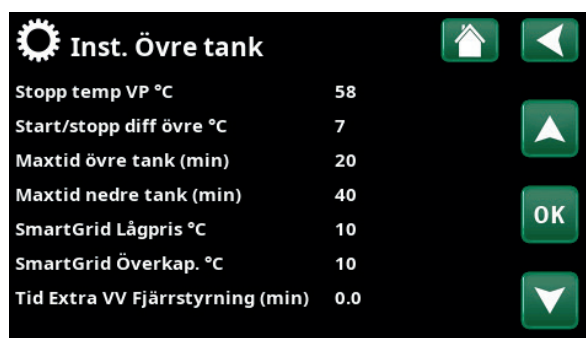 Inst. Övre tank
Stopp temp VP °C 58
Start/stopp diff övre °C 7
Maxtid övre tank (min) 20
Maxtid nedre tank (min) 40
SmartGrid Lågpris °C 10
SmartGrid Överkap. °C 10
Tid Extra VV Fjärrstyrning (min) 0.0
OK